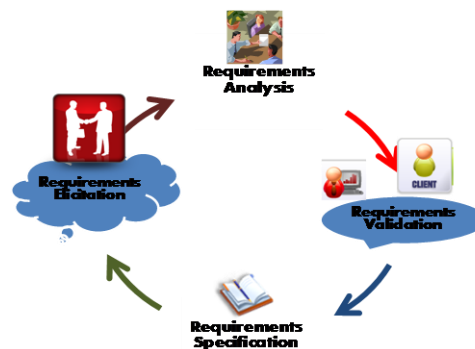 Requirements
Analysis
Requirements
Elicitation
CLIENT
Requirements
Validation
Requirements
Specification